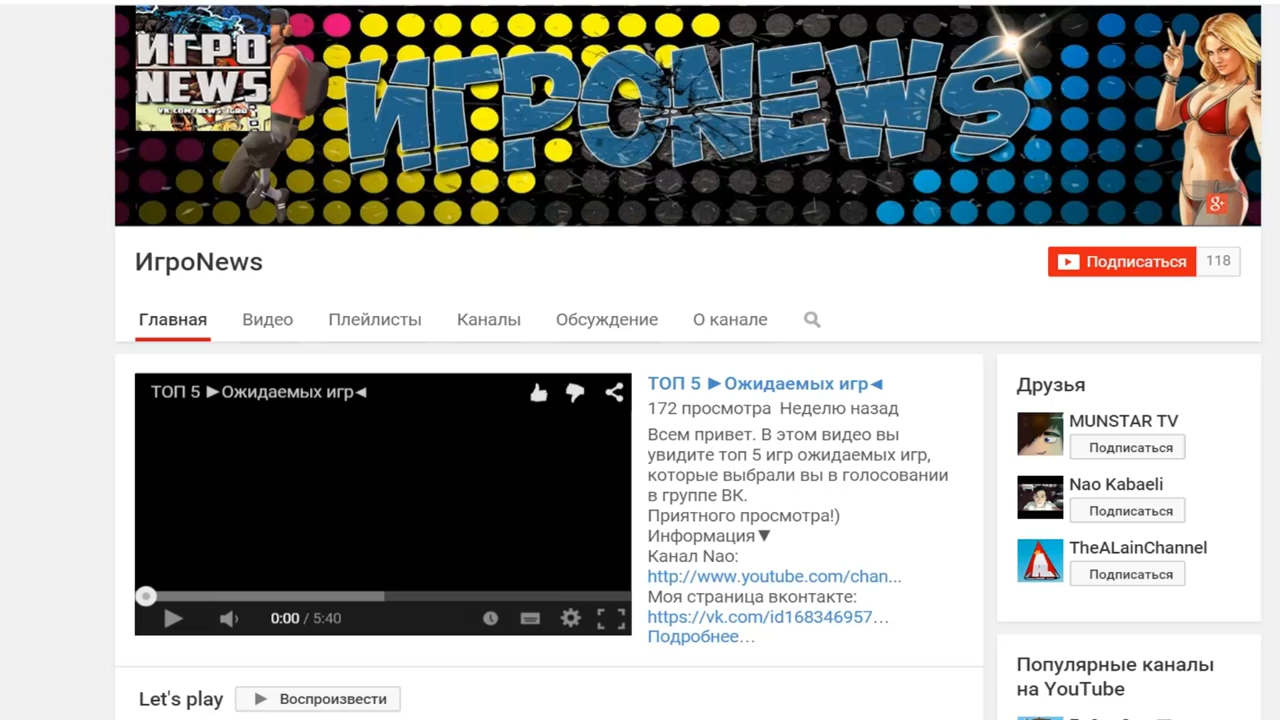 ИГРО
NEWS
VK.COM/NEWS_IGRO
ИГРОNEWS
8+
ИгроNews
Подписаться 118
Главная Видео Плейлисты Каналы Обсуждение О канале
ТОП 5 ►Ожидаемых игр◄
0:00 / 5:40
ТОП 5 ►Ожидаемых игр◄
172 просмотра Неделю назад
Всем привет. В этом видео вы
увидите топ 5 игр ожидаемых игр,
которые выбрали вы в голосовании
в группе ВК.
Приятного просмотра!)
Информация▼
Канал Nao:
http://www.youtube.com/chan...
Моя страница вконтакте:
https://vk.com/id168346957...
Подробнее...
Let's play Воспроизвести
Друзья
MUNSTAR TV
Подписаться
Nao Kabaeli
Подписаться
TheALainChannel
Подписаться
Популярные каналы
на YouTube